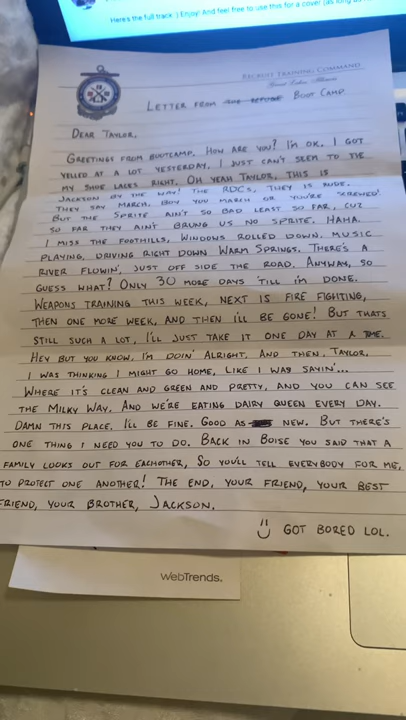 Here's the full track :) Enjoy! And feel free to use this for a cover (as long as
RECRUIT TRAINING COMMAND
Great Lakes, Illinois
LETTER FROM BOOT CAMP
DEAR TAYLOR,
GREETINGS FROM BOOTCAMP. HOW ARE YOU? I'M OK. I GOT
YELLED AT A LOT YESTERDAY. I JUST CAN'T SEEM TO TIE
MY SHOE LACES RIGHT. OH YEAH TAYLOR, THIS IS
JACKSON BY THE WAY! THE RDCS, THEY IS RUDE.
THEY SAY MARCH, BOY YOU MARCH OR YOU'RE SCREWED!
BUT THE SPRITE AIN'T SO BAD LEAST SO FAR, CUZ
SO FAR THEY AIN'T BRUNG US NO SPRITE. HAHA.
I MISS THE FOOTHILLS, WINDOWS ROLLED DOWN. MUSIC
PLAYING, DRIVING RIGHT DOWN WARM SPRINGS. THERE'S A
RIVER FLOWIN', JUST OFF SIDE THE ROAD. ANYWAY, SO
GUESS WHAT? ONLY 30 MORE DAYS 'TILL I'M DONE.
WEAPONS TRAINING THIS WEEK, NEXT IS FIRE FIGHTING,
THEN ONE MORE WEEK, AND THEN I'LL BE GONE! BUT THATS
STILL SUCH A LOT, I'LL JUST TAKE IT ONE DAY AT A TIME.
HEY BUT YOU KNOW, I'M DOIN' ALRIGHT, AND THEN, TAYLOR,
I WAS THINKING I MIGHT GO HOME, LIKE I WAS SAYIN'...
WHERE IT'S CLEAN AND GREEN AND PRETTY, AND YOU CAN SEE
THE MILKY WAY, AND WE'RE EATING DAIRY QUEEN EVERY DAY.
DAMN THIS PLACE, I'LL BE FINE. GOOD AS NEW. BUT THERE'S
ONE THING I NEED YOU TO DO. BACK IN BOISE YOU SAID THAT A
FAMILY LOOKS OUT FOR EACHOTHER, SO YOU'LL TELL EVERYBODY FOR ME,
TO PROTECT ONE ANOTHER! THE END, YOUR FRIEND, YOUR BEST
FRIEND, YOUR BROTHER, JACKSON.
GOT BORED LOL.
WebTrends.